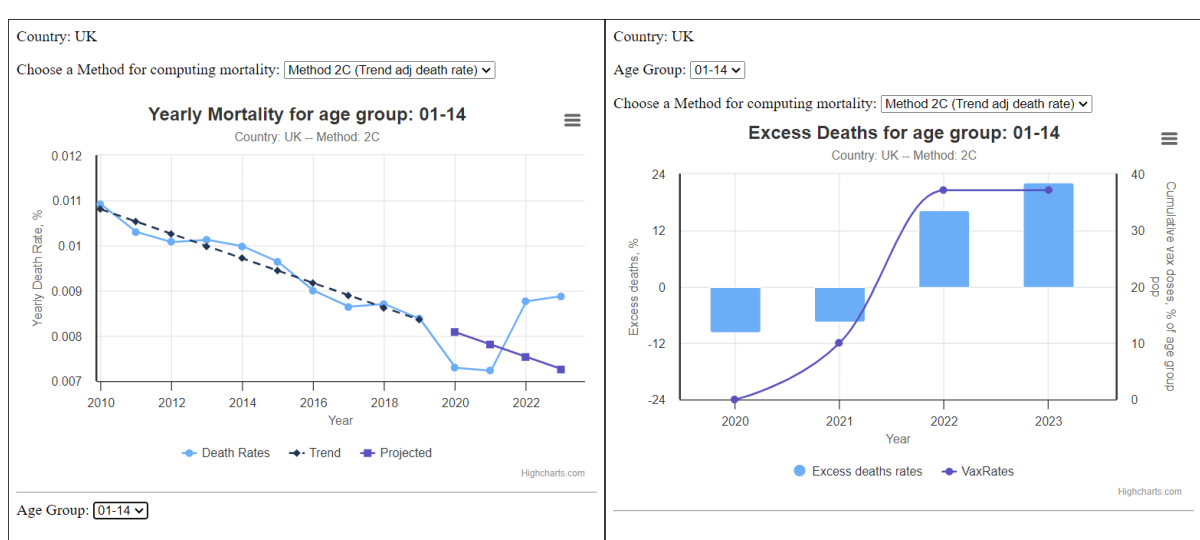 Country: UK
Choose a Method for computing mortality: Method 2C (Trend adj death rate)
Yearly Mortality for age group: 01-14
Country: UK -- Method: 2C
0.012
0.011
0.01
0.009
0.008
0.007
Yearly Death Rate, %
2010 2012 2014 2016 2018 2020 2022
Year
Death Rates Trend Projected
Highcharts.com
Age Group: 01-14
Country: UK
Age Group: 01-14
Choose a Method for computing mortality: Method 2C (Trend adj death rate)
Excess Deaths for age group: 01-14
Country: UK -- Method: 2C
24
12
0
-12
-24
Excess deaths, %
40
30
20
10
0
Cumulative vax doses, % of age group
pop
2020 2021 2022 2023
Year
Excess deaths rates VaxRates
Highcharts.com